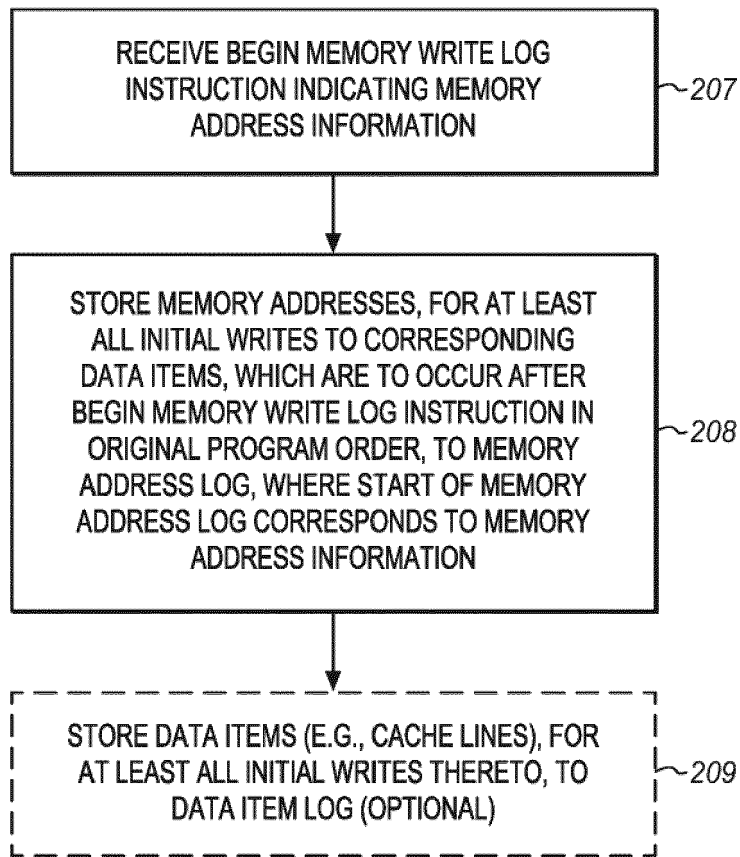 RECEIVE BEGIN MEMORY WRITE LOG
INSTRUCTION INDICATING MEMORY
ADDRESS INFORMATION
207
STORE MEMORY ADDRESSES, FOR AT LEAST
ALL INITIAL WRITES TO CORRESPONDING
DATA ITEMS, WHICH ARE TO OCCUR AFTER
BEGIN MEMORY WRITE LOG INSTRUCTION IN
ORIGINAL PROGRAM ORDER, TO MEMORY
ADDRESS LOG, WHERE START OF MEMORY
ADDRESS LOG CORRESPONDS TO MEMORY
ADDRESS INFORMATION
208
STORE DATA ITEMS (E.G., CACHE LINES), FOR
AT LEAST ALL INITIAL WRITES THERETO, TO
DATA ITEM LOG (OPTIONAL)
209